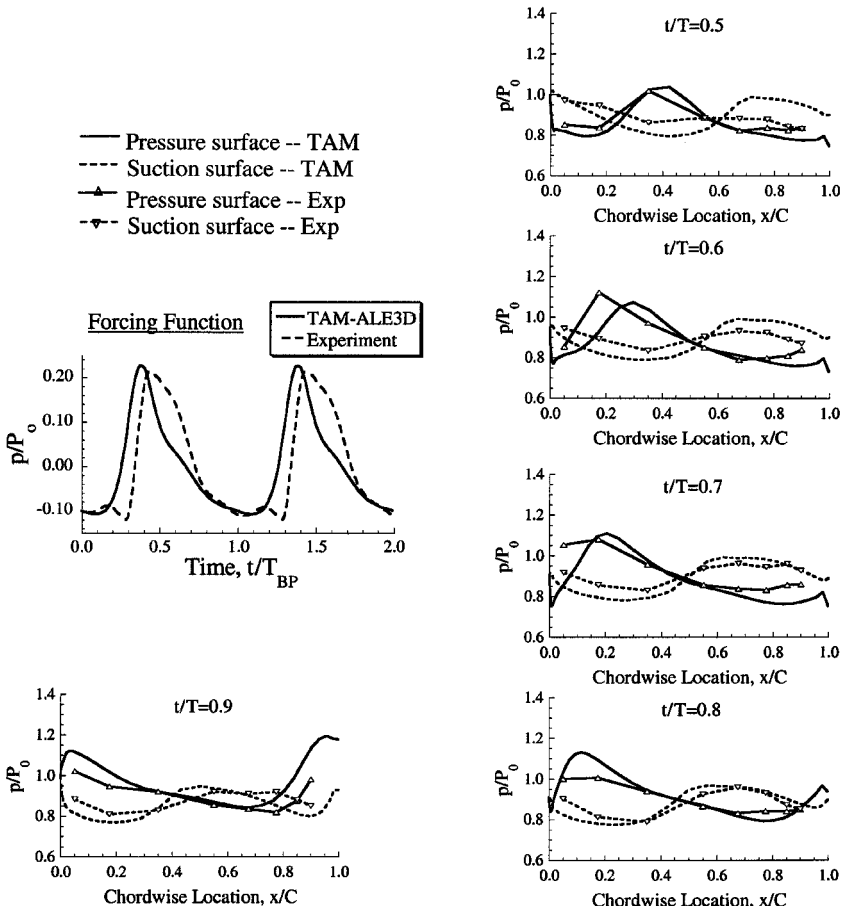 Pressure surface -- TAM
Suction surface -- TAM
Pressure surface -- Exp
Suction surface -- Exp
Forcing Function
TAM-ALE3D
Experiment
p/Po
0.20
0.00
-0.10
0.0 0.5 1.0 1.5 2.0
Time, t/TBP
t/T=0.5
p/P0
1.4
1.2
1.0
0.8
0.6
0.0 0.2 0.4 0.6 0.8 1.0
Chordwise Location, x/C
t/T=0.6
p/P0
1.4
1.2
1.0
0.8
0.6
0.0 0.2 0.4 0.6 0.8 1.0
Chordwise Location, x/C
t/T=0.7
p/P0
1.4
1.2
1.0
0.8
0.6
0.0 0.2 0.4 0.6 0.8 1.0
Chordwise Location, x/C
t/T=0.9
p/P0
1.4
1.2
1.0
0.8
0.6
0.0 0.2 0.4 0.6 0.8 1.0
Chordwise Location, x/C
t/T=0.8
p/P0
1.4
1.2
1.0
0.8
0.6
0.0 0.2 0.4 0.6 0.8 1.0
Chordwise Location, x/C